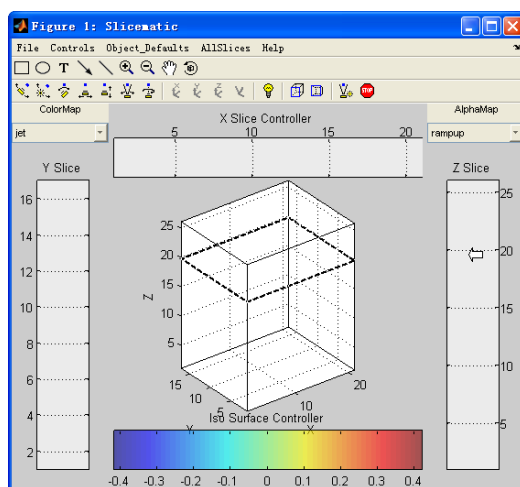 Figure 1: Slicematic
File Controls Object_Defaults AllSlices Help
T
STOP
ColorMap
jet
X Slice Controller
5 10 15 20
AlphaMap
rampup
Y Slice
16
14
12
10
8
6
4
2
Z
25
20
15
10
5
15
10
5
Y
10
20
X
Z Slice
25
20
15
10
5
Iso Surface Controller
-0.4 -0.3 -0.2 -0.1 0 0.1 0.2 0.3 0.4